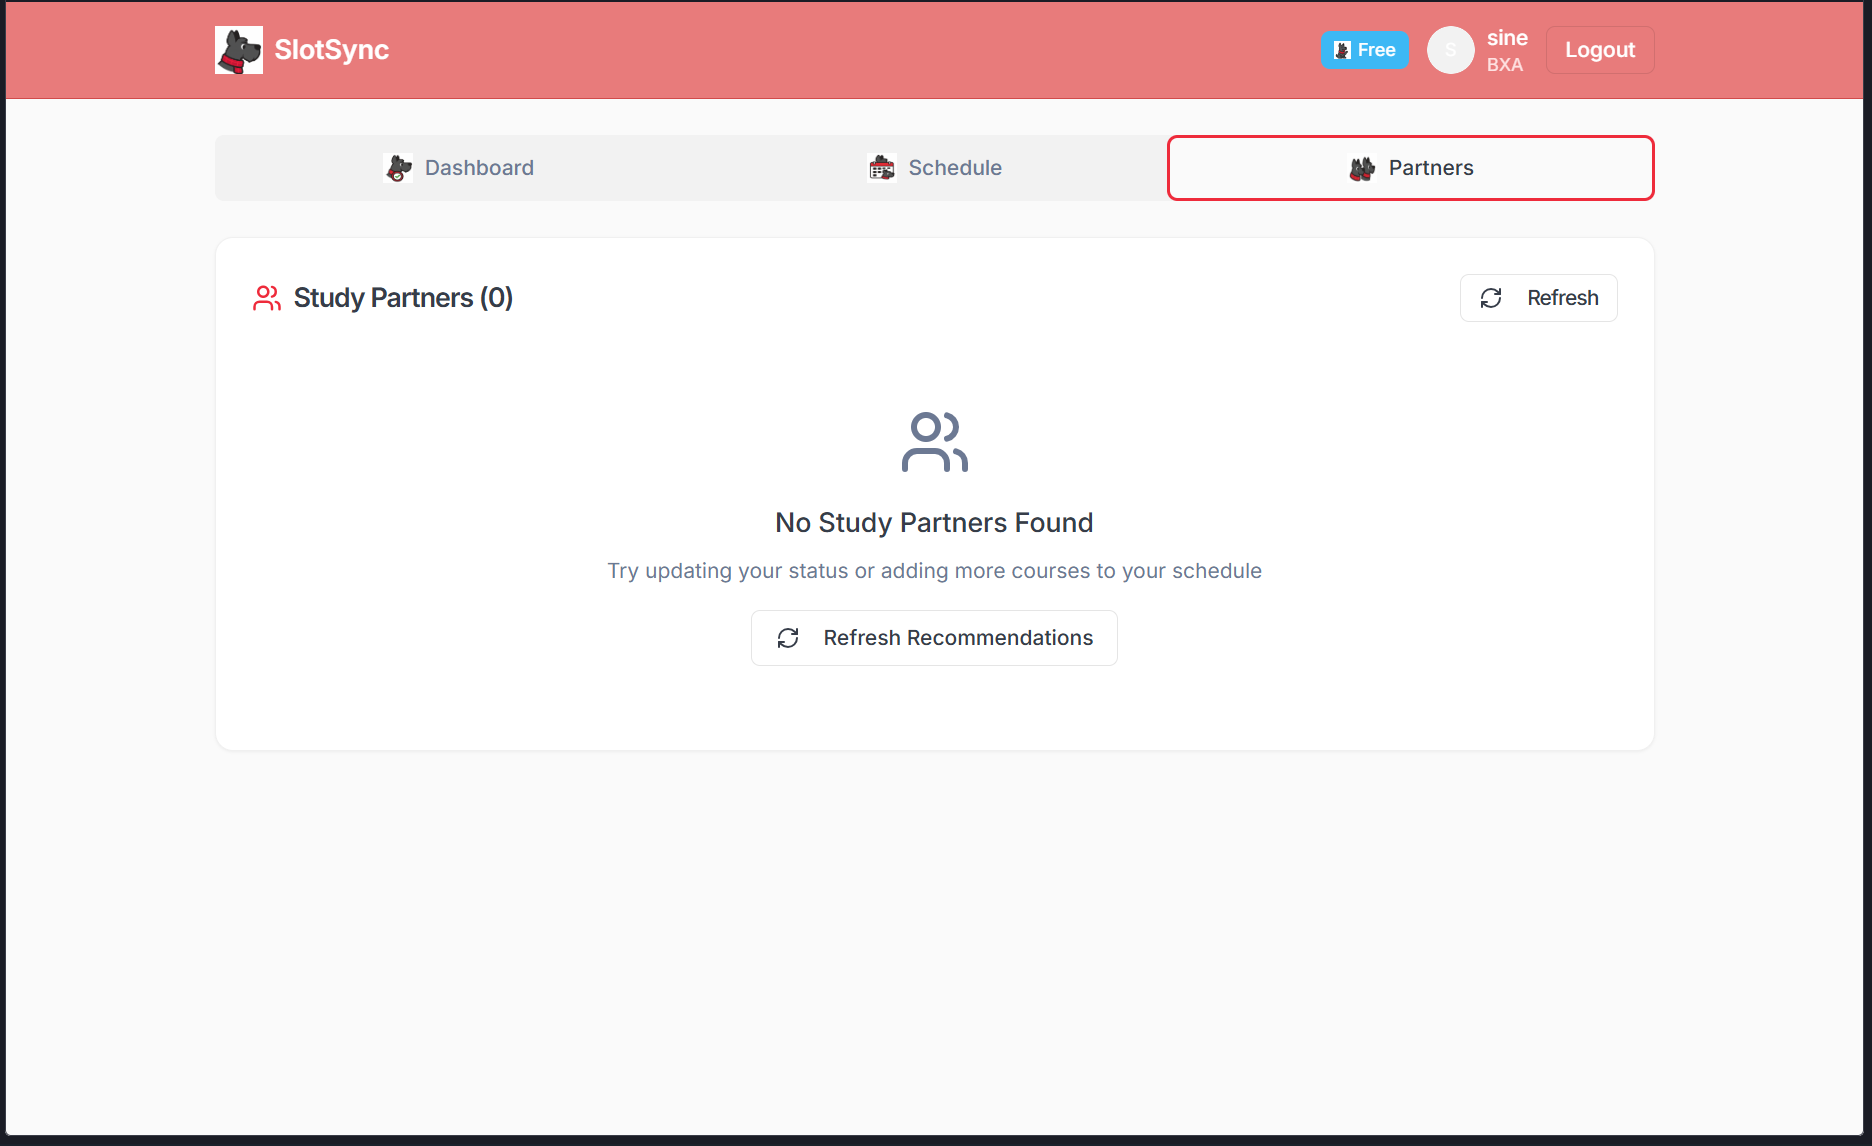 SlotSync
Free
S
sine
BXA
Logout
Dashboard
Schedule
Partners
Study Partners (0)
Refresh
No Study Partners Found
Try updating your status or adding more courses to your schedule
Refresh Recommendations